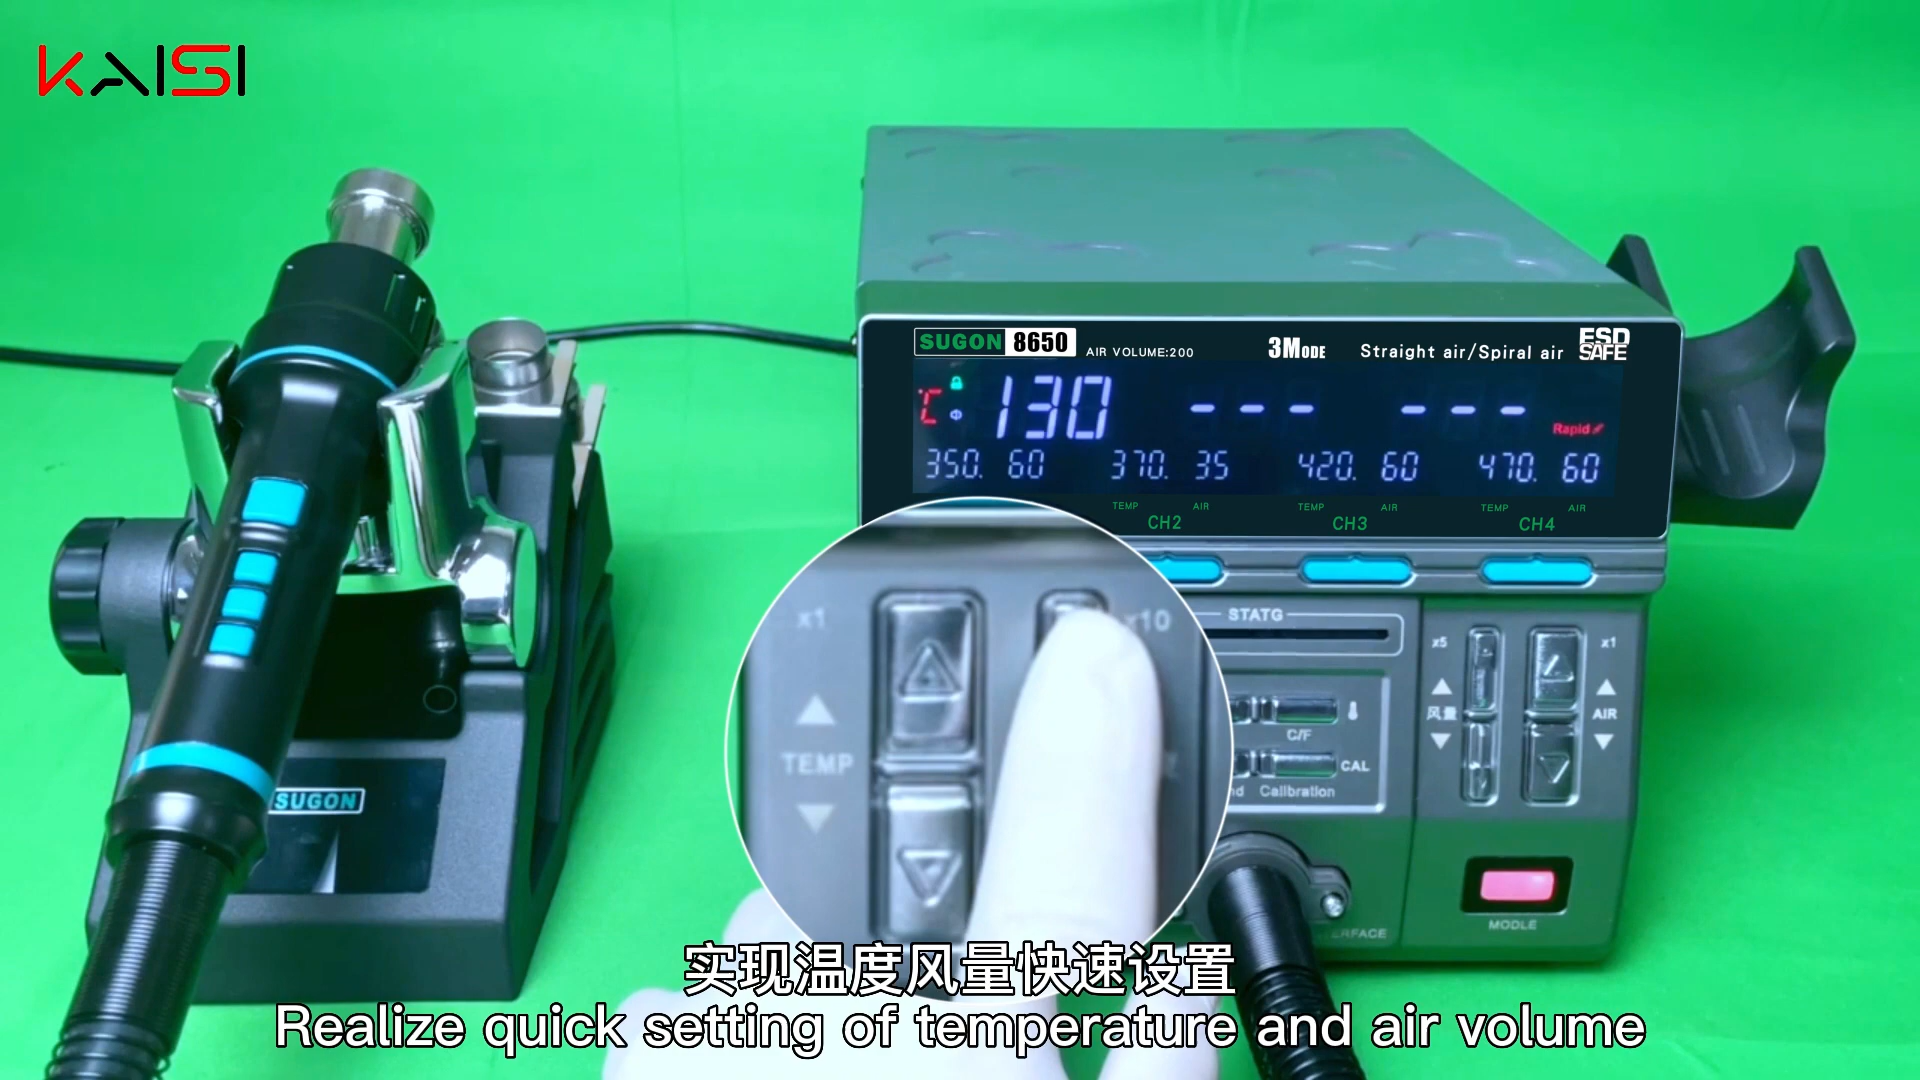 KAISI
SUGON 8650
AIR VOLUME:200
3MODE
Straight air/Spiral air
ESD
SAFE
℃ 130 --- ---
Rapid
350. 60 370. 35 420. 60 470. 60
TEMP AIR TEMP AIR TEMP AIR
CH2 CH3 CH4
STATG
x1
x10
TEMP
x5
x1
风量
AIR
C/F
CAL
Calibration
SUGON
MODLE
实现温度风量快速设置
Realize quick setting of temperature and air volume